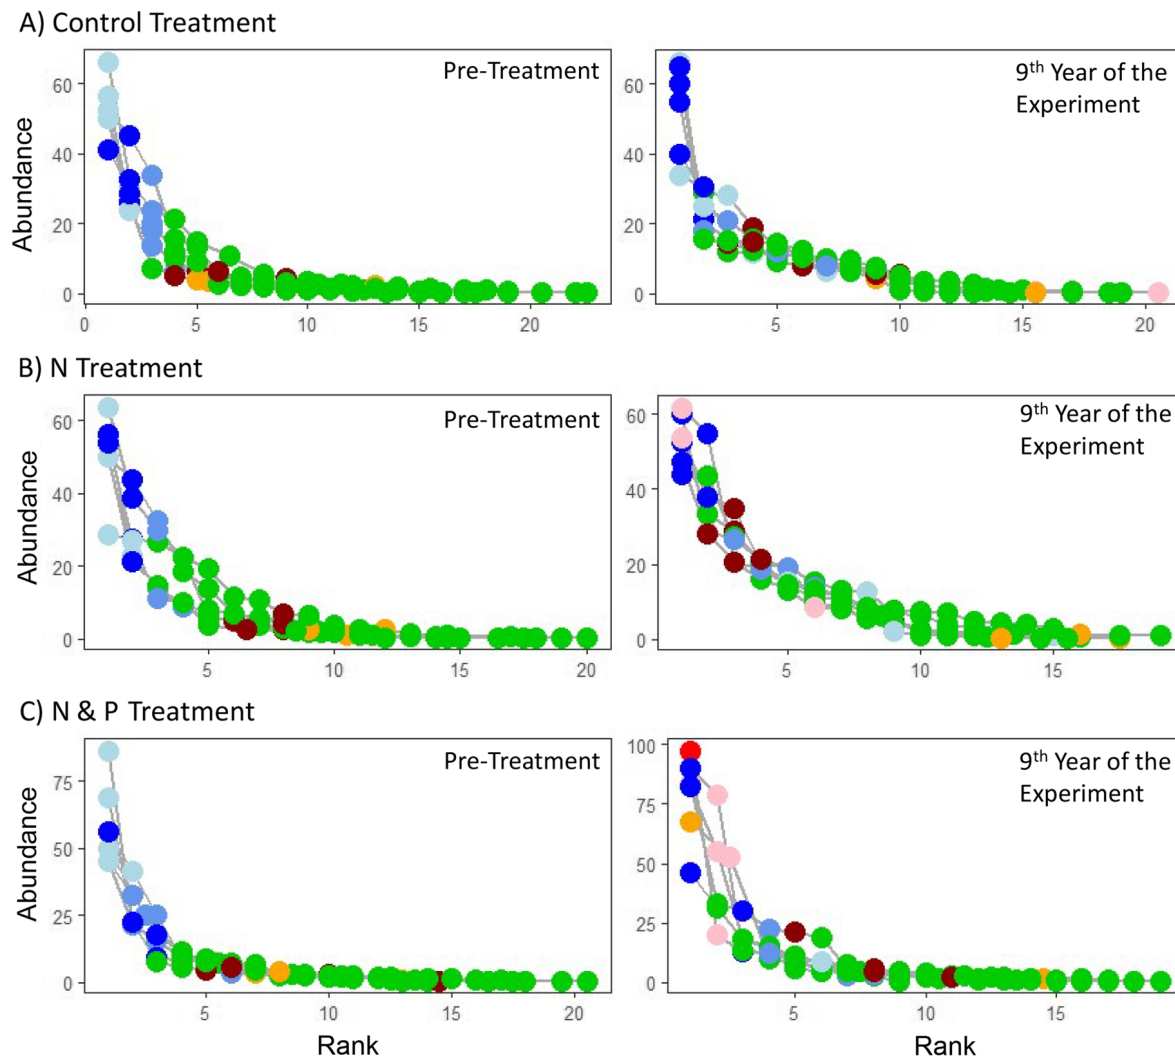 A) Control Treatment
Pre-Treatment
9th Year of the
Experiment
Abundance
60
40
20
0
0
5
10
15
20
60
40
20
0
5
10
15
20
B) N Treatment
Pre-Treatment
9th Year of the
Experiment
Abundance
60
40
20
0
5
10
15
20
60
40
20
0
5
10
15
C) N & P Treatment
Pre-Treatment
9th Year of the
Experiment
Abundance
75
50
25
0
5
10
15
20
100
75
50
25
0
5
10
15
Rank
Rank